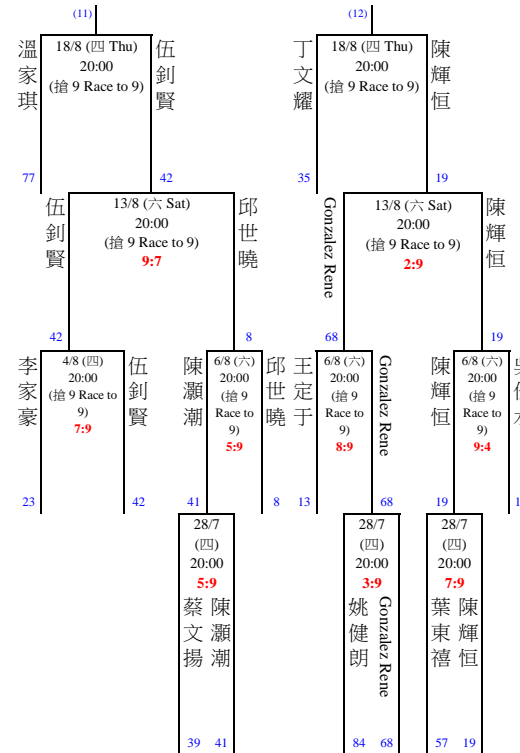 (11)
(12)
溫家琪
18/8 (四 Thu)
20:00
(搶 9 Race to 9)
伍釗賢
丁文耀
18/8 (四 Thu)
20:00
(搶 9 Race to 9)
陳輝恒
77
42
35
19
伍釗賢
13/8 (六 Sat)
20:00
(搶 9 Race to 9)
9:7
邱世曉
Gonzalez Rene
13/8 (六 Sat)
20:00
(搶 9 Race to 9)
2:9
陳輝恒
42
8
68
19
李家豪
4/8 (四)
20:00
(搶 9 Race to
9)
7:9
伍釗賢
陳灝潮
6/8 (六)
20:00
(搶 9
Race to
9)
5:9
邱世曉
王定于
6/8 (六)
20:00
(搶 9
Race to
9)
8:9
Gonzalez Rene
陳輝恒
6/8 (六)
20:00
(搶 9
Race to
9)
9:4
23
42
41
8
13
68
19
28/7
(四)
20:00
5:9
蔡文揚
陳灝潮
28/7
(四)
20:00
3:9
姚健朗
Gonzalez Rene
28/7
(四)
20:00
7:9
葉東禧
陳輝恒
39
41
84
68
57
19